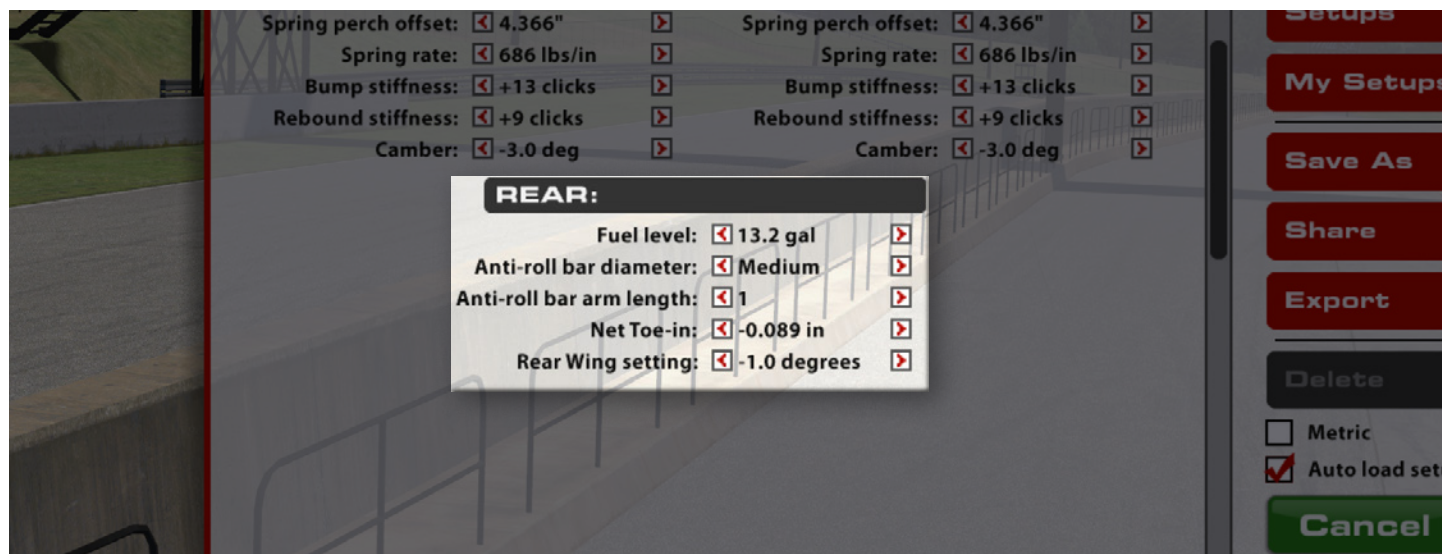 Spring perch offset: 4.366" Spring perch offset: 4.366" Setups
Spring rate: 686 lbs/in Spring rate: 686 lbs/in
Bump stiffness: +13 clicks Bump stiffness: +13 clicks My Setups
Rebound stiffness: +9 clicks Rebound stiffness: +9 clicks
Camber: -3.0 deg Camber: -3.0 deg Save As
REAR:
Fuel level: 13.2 gal Share
Anti-roll bar diameter: Medium
Anti-roll bar arm length: 1 Export
Net Toe-in: -0.089 in
Rear Wing setting: -1.0 degrees
Delete
Metric
Auto load set
Cancel